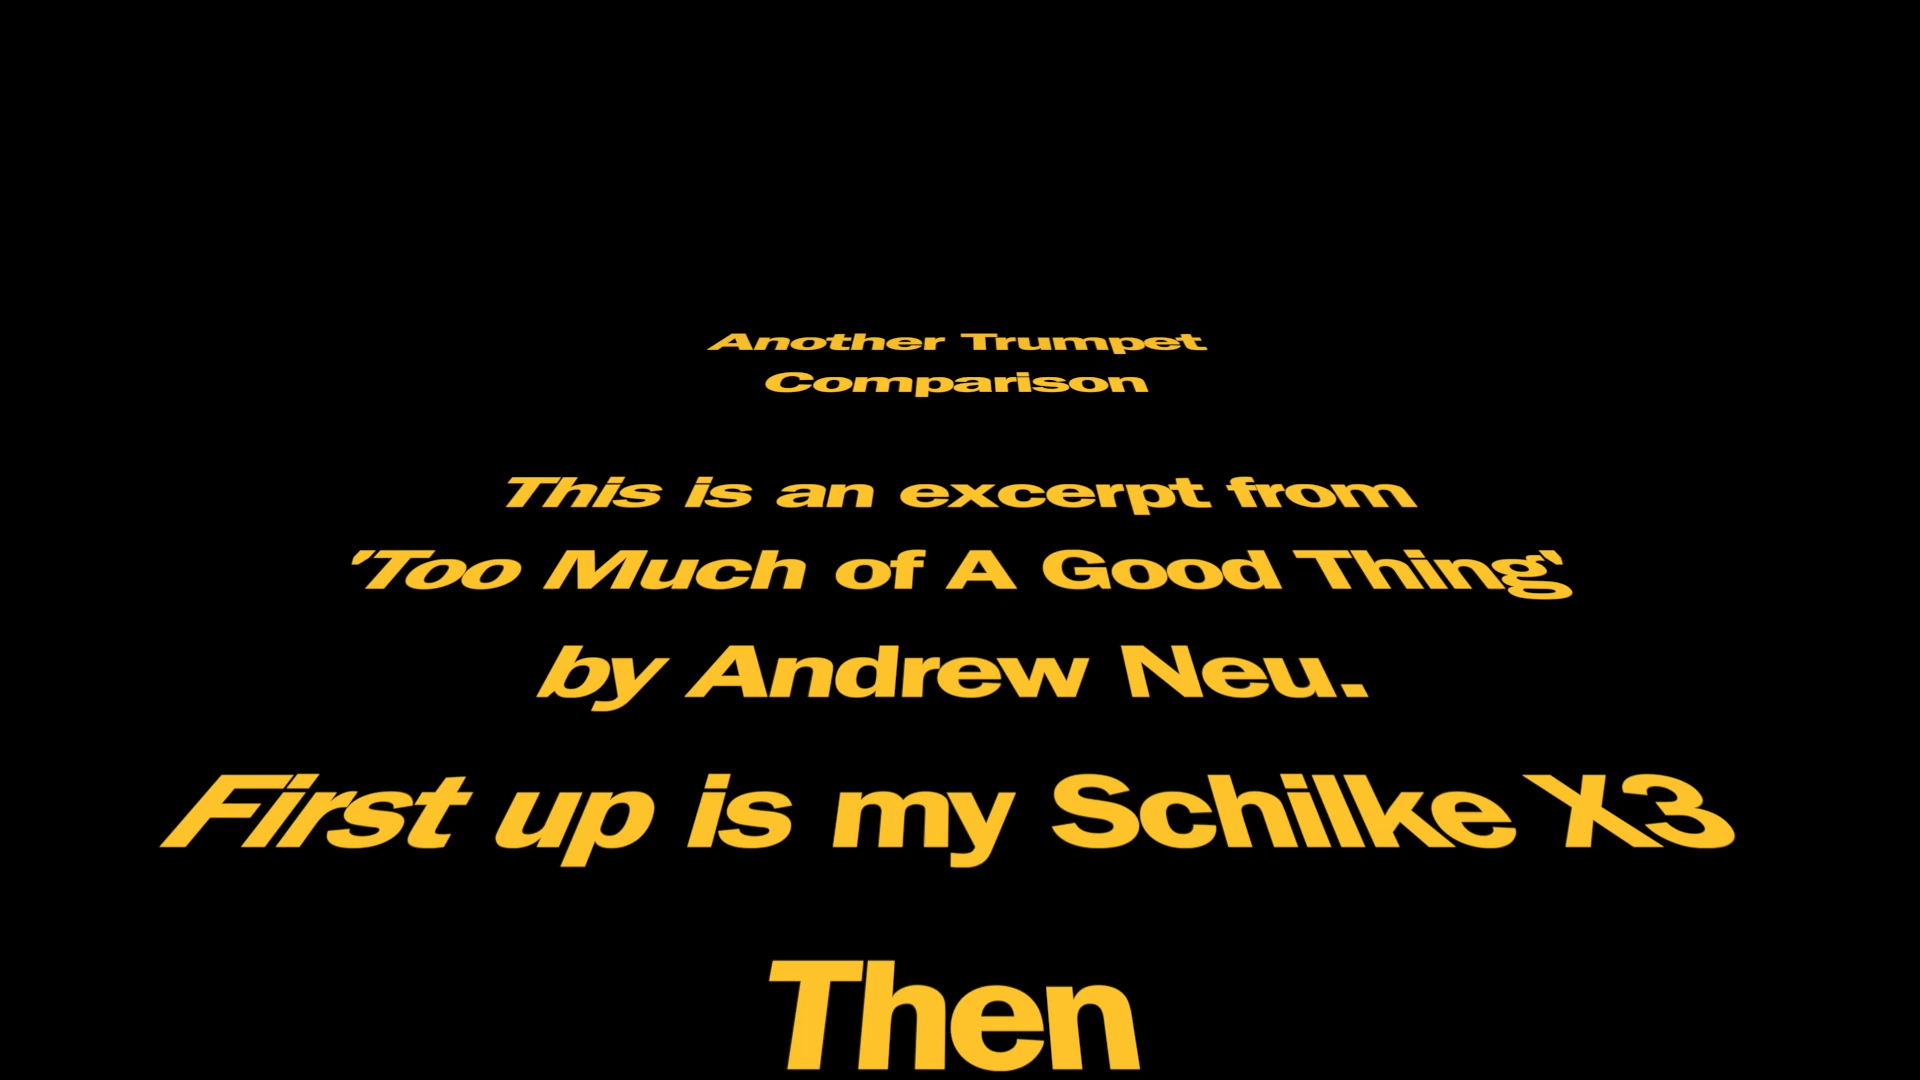 Another Trumpet
Comparison
This is an excerpt from
'Too Much of A Good Thing'
by Andrew Neu.
First up is my Schilke X3
Then